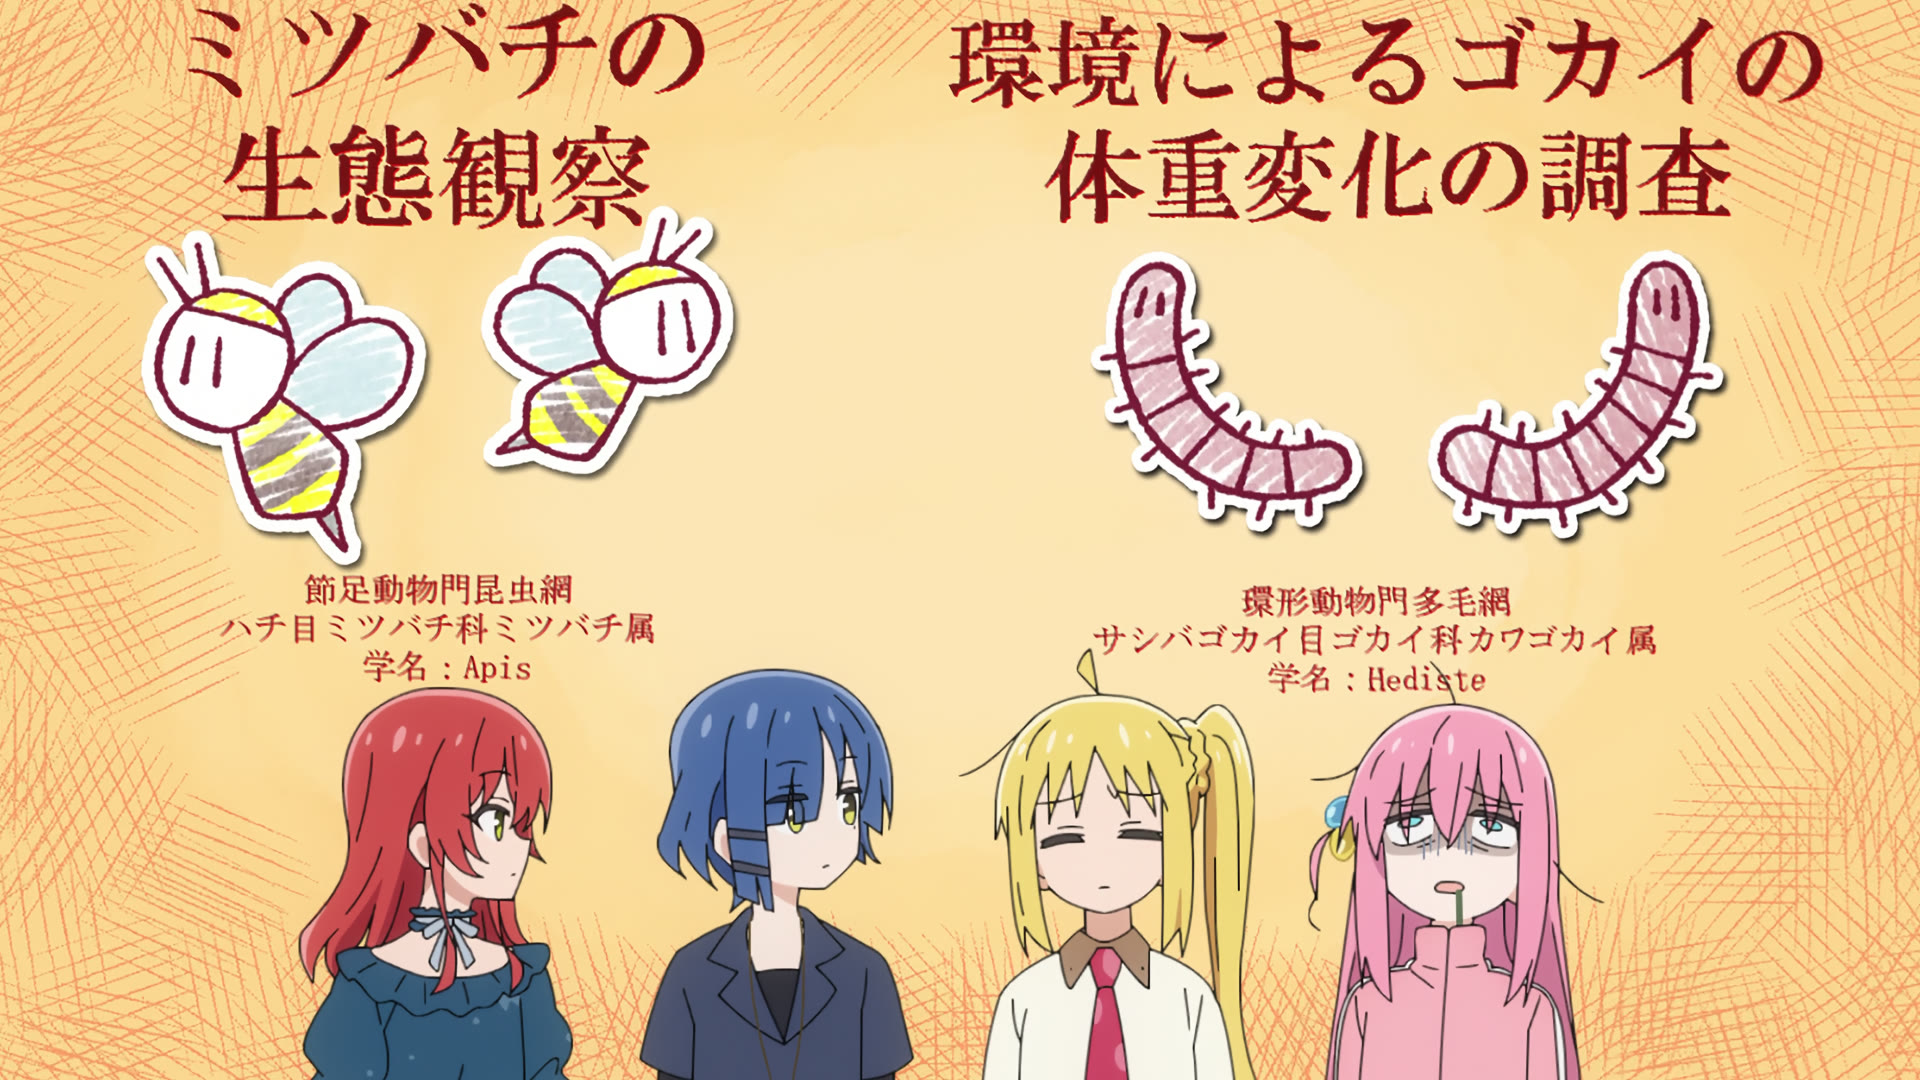 ミツバチの
生態観察
節足動物門昆虫網
ハチ目ミツバチ科ミツバチ属
学名：Apis
環境によるゴカイの
体重変化の調査
環形動物門多毛網
サシバゴカイ目ゴカイ科カワゴカイ属
学名：Hediste